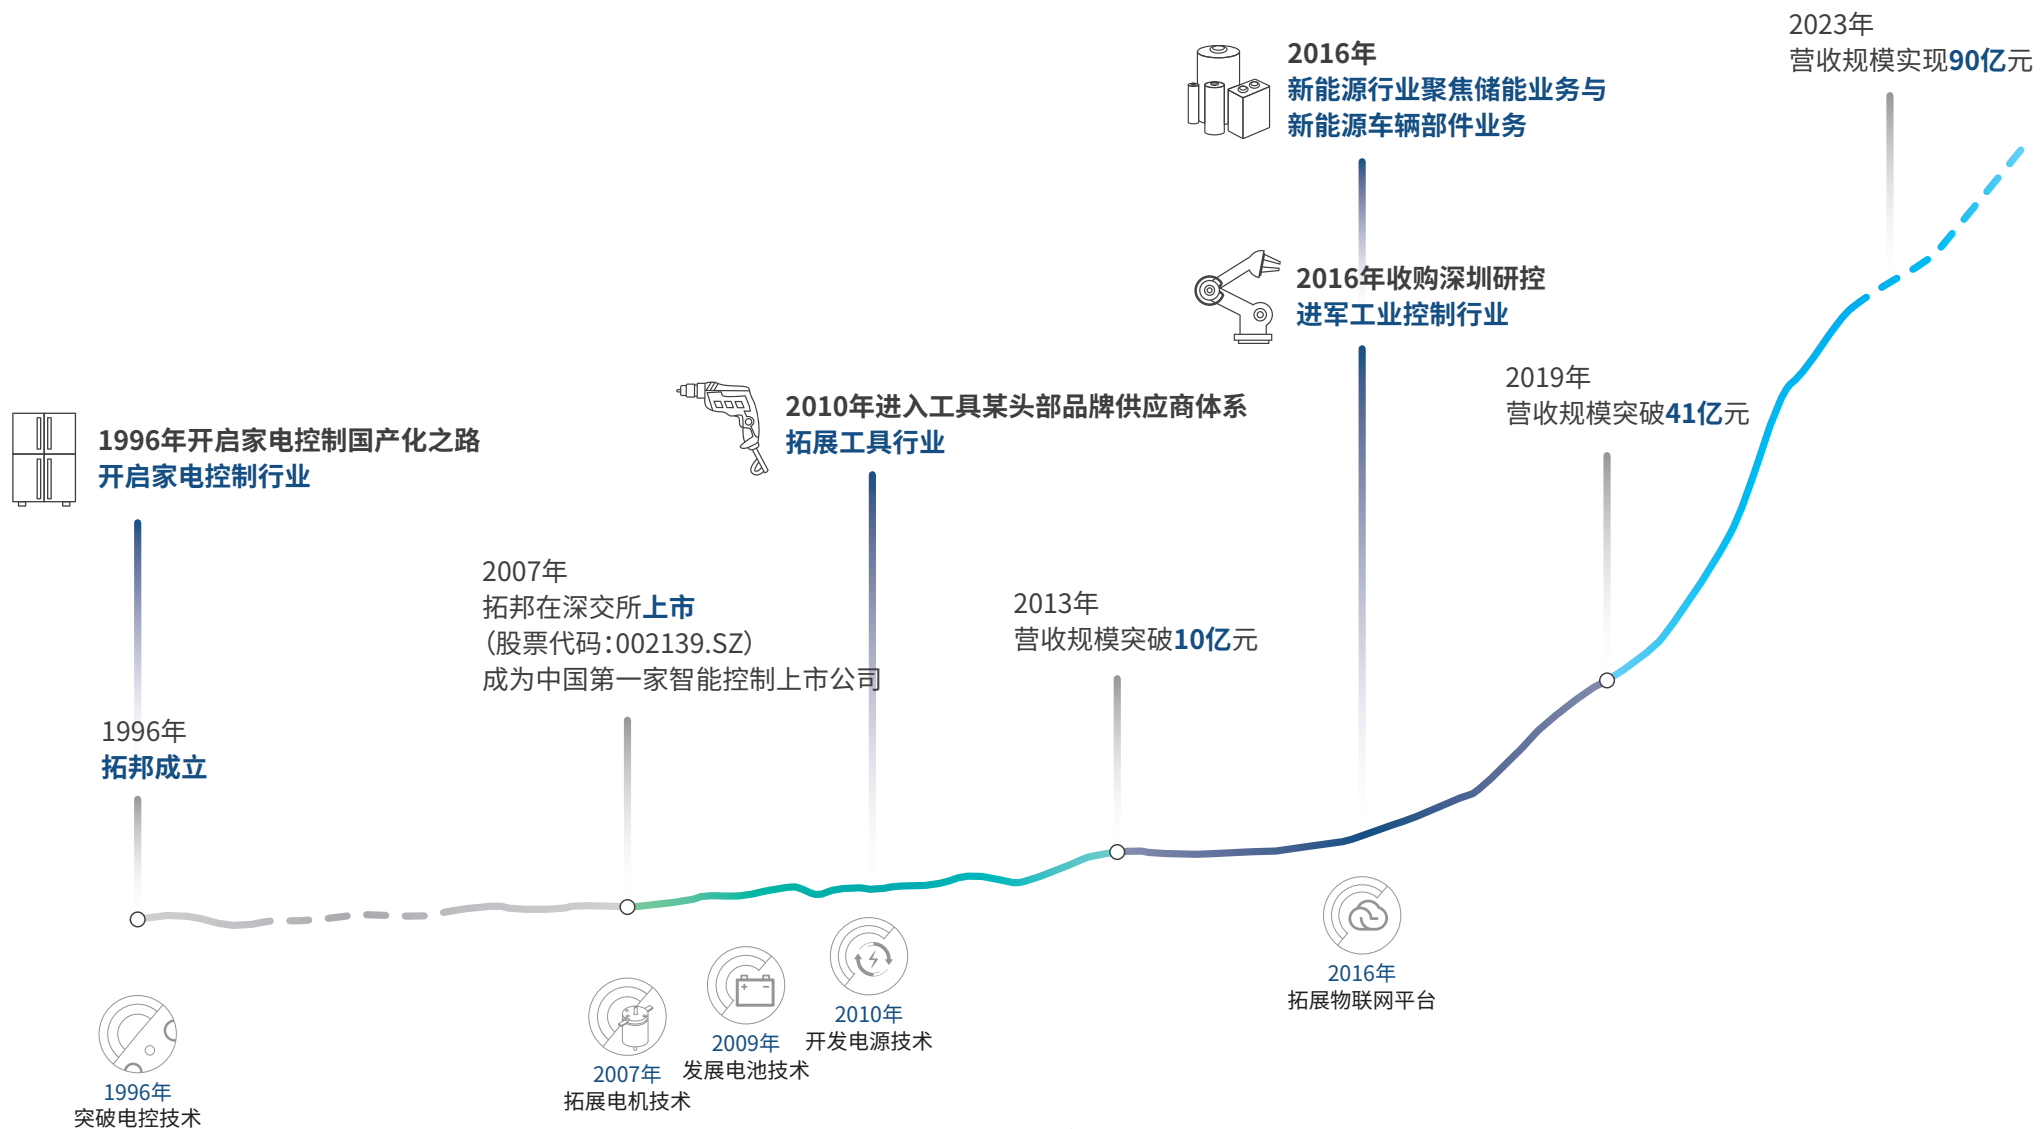 2023年
营收规模实现90亿元
2016年
新能源行业聚焦储能业务与
新能源车辆部件业务
2016年收购深圳研控
进军工业控制行业
2019年
营收规模突破41亿元
2010年进入工具某头部品牌供应商体系
拓展工具行业
1996年开启家电控制国产化之路
开启家电控制行业
2007年
拓邦在深交所上市
（股票代码：002139.SZ）
成为中国第一家智能控制上市公司
2013年
营收规模突破10亿元
1996年
拓邦成立
1996年
突破电控技术
2007年
拓展电机技术
2009年
发展电池技术
2010年
开发电源技术
2016年
拓展物联网平台